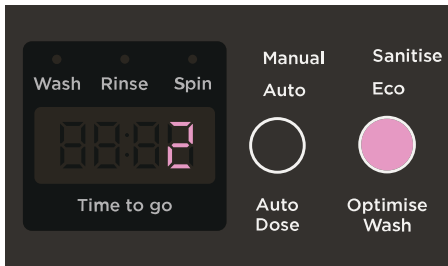 Manual Sanitise
Wash Rinse Spin
Auto Eco
2
Time to go
Auto Dose
Optimise Wash